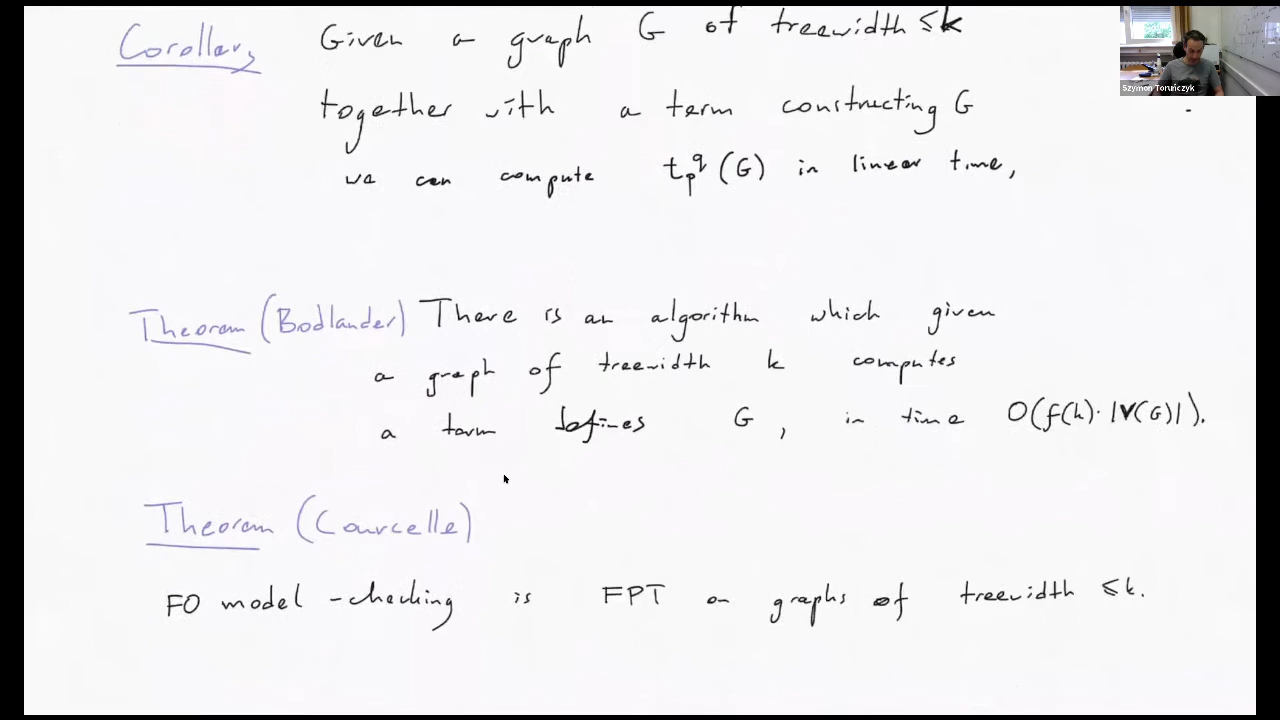 Corollary Given a graph G of treewidth ≤k
together with a term constructing G
we can compute t_p^q (G) in linear time,
Theorem (Bodlander) There is an algorithm which given
a graph of treewidth k computes
a term defines G, in time O(f(k)·|V(G)|).
Theorem (Courcelle)
FO model-checking is FPT on graphs of treewidth ≤k.
Szymon Toruńczyk